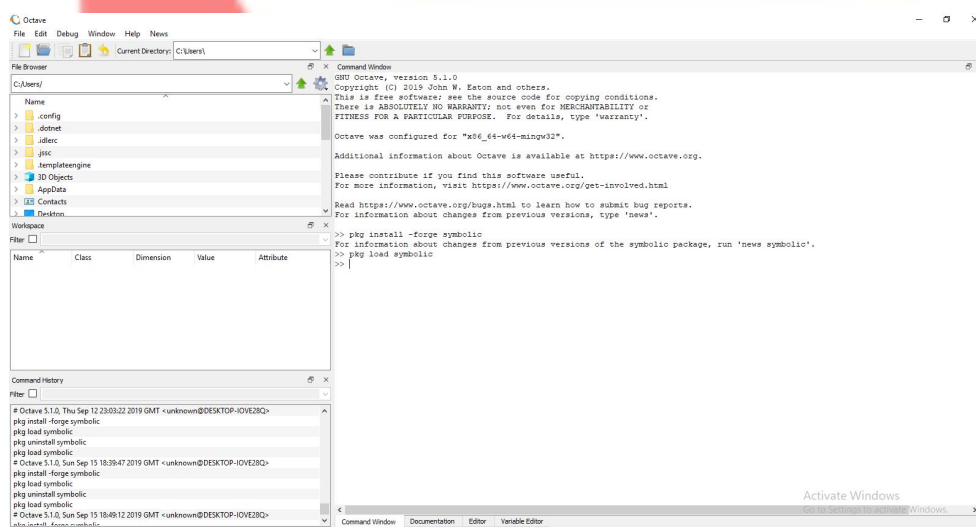 Octave
File Edit Debug Window Help News
Current Directory: C:\Users\
File Browser
C:/Users/
Name
.config
.dotnet
.idlerc
.jssc
.templateengine
3D Objects
AppData
Contacts
Desktop
Workspace
Filter
Name Class Dimension Value Attribute
Command History
Filter
# Octave 5.1.0, Thu Sep 12 23:03:22 2019 GMT <unknown@DESKTOP-IOVE28Q>
pkg install -forge symbolic
pkg load symbolic
pkg uninstall symbolic
pkg load symbolic
# Octave 5.1.0, Sun Sep 15 18:39:47 2019 GMT <unknown@DESKTOP-IOVE28Q>
pkg install -forge symbolic
pkg load symbolic
pkg uninstall symbolic
pkg load symbolic
# Octave 5.1.0, Sun Sep 15 18:49:12 2019 GMT <unknown@DESKTOP-IOVE28Q>
pkg install -forge symbolic
Command Window
GNU Octave, version 5.1.0
Copyright (C) 2019 John W. Eaton and others.
This is free software; see the source code for copying conditions.
There is ABSOLUTELY NO WARRANTY; not even for MERCHANTABILITY or
FITNESS FOR A PARTICULAR PURPOSE. For details, type 'warranty'.
Octave was configured for "x86_64-w64-mingw32".
Additional information about Octave is available at https://www.octave.org.
Please contribute if you find this software useful.
For more information, visit https://www.octave.org/get-involved.html
Read https://www.octave.org/bugs.html to learn how to submit bug reports.
For information about changes from previous versions, type 'news'.
>> pkg install -forge symbolic
For information about changes from previous versions of the symbolic package, run 'news symbolic'.
>> pkg load symbolic
>>
Activate Windows
Go to Settings to activate Windows.
Command Window Documentation Editor Variable Editor